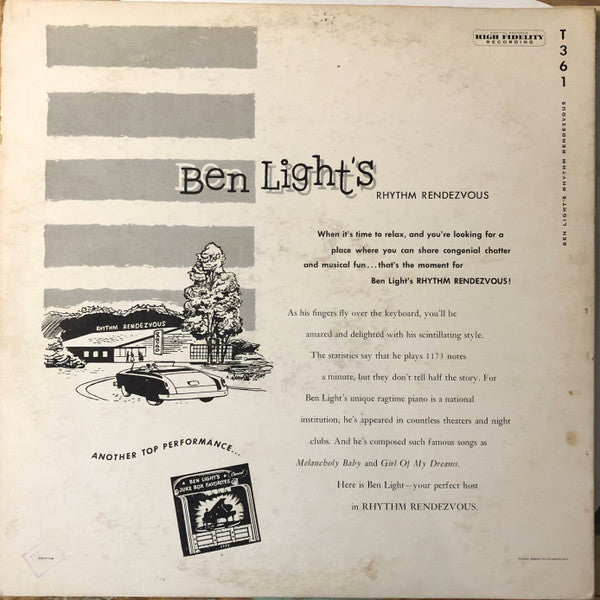 CAPITOL RECORDS
HIGH FIDELITY
RECORDING
T361
BEN LIGHT'S RHYTHM RENDEZVOUS
Ben Light's
RHYTHM RENDEZVOUS
When it's time to relax, and you're looking for a
place where you can share congenial chatter
and musical fun...that's the moment for
Ben Light's RHYTHM RENDEZVOUS!
As his fingers fly over the keyboard, you'll be
amazed and delighted with his scintillating style.
The statistics say that he plays 1173 notes
a minute, but they don't tell half the story. For
Ben Light's unique ragtime piano is a national
institution; he's appeared in countless theaters and night
clubs. And he's composed such famous songs as
Melancholy Baby and Girl Of My Dreams.
Here is Ben Light—your perfect host
in RHYTHM RENDEZVOUS.
RHYTHM RENDEZVOUS
ANOTHER TOP PERFORMANCE...
BEN LIGHT'S
JUKE BOX FAVORITES
Capitol